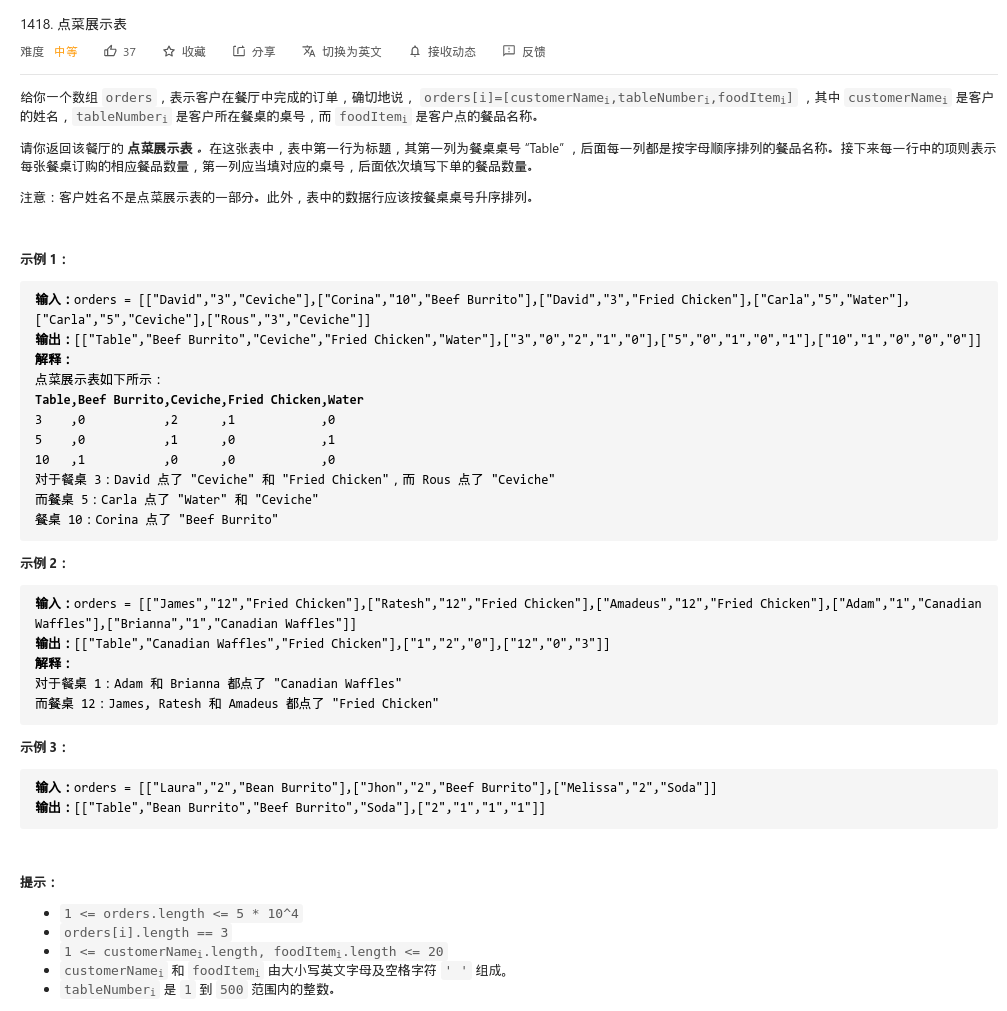 1418. 点菜展示表
难度 中等 37 收藏 分享 切换为英文 接收动态 反馈
给你一个数组 orders，表示客户在餐厅中完成的订单，确切地说， orders[i]=[customerNameᵢ,tableNumberᵢ,foodItemᵢ] ，其中 customerNameᵢ 是客户
的姓名，tableNumberᵢ 是客户所在餐桌的桌号，而 foodItemᵢ 是客户点的餐品名称。
请你返回该餐厅的 点菜展示表 。在这张表中，表中第一行为标题，其第一列为餐桌桌号 “Table” ，后面每一列都是按字母顺序排列的餐品名称。接下来每一行中的项则表示
每张餐桌订购的相应餐品数量，第一列应当填对应的桌号，后面依次填写下单的餐品数量。
注意：客户姓名不是点菜展示表的一部分。此外，表中的数据行应该按餐桌桌号升序排列。
示例 1：
输入：orders = [["David","3","Ceviche"],["Corina","10","Beef Burrito"],["David","3","Fried Chicken"],["Carla","5","Water"],
["Carla","5","Ceviche"],["Rous","3","Ceviche"]]
输出：[["Table","Beef Burrito","Ceviche","Fried Chicken","Water"],["3","0","2","1","0"],["5","0","1","0","1"],["10","1","0","0","0"]]
解释：
点菜展示表如下所示：
Table,Beef Burrito,Ceviche,Fried Chicken,Water
3    ,0           ,2      ,1            ,0
5    ,0           ,1      ,0            ,1
10   ,1           ,0      ,0            ,0
对于餐桌 3：David 点了 "Ceviche" 和 "Fried Chicken"，而 Rous 点了 "Ceviche"
而餐桌 5：Carla 点了 "Water" 和 "Ceviche"
餐桌 10：Corina 点了 "Beef Burrito"
示例 2：
输入：orders = [["James","12","Fried Chicken"],["Ratesh","12","Fried Chicken"],["Amadeus","12","Fried Chicken"],["Adam","1","Canadian
Waffles"],["Brianna","1","Canadian Waffles"]]
输出：[["Table","Canadian Waffles","Fried Chicken"],["1","2","0"],["12","0","3"]]
解释：
对于餐桌 1：Adam 和 Brianna 都点了 "Canadian Waffles"
而餐桌 12：James, Ratesh 和 Amadeus 都点了 "Fried Chicken"
示例 3：
输入：orders = [["Laura","2","Bean Burrito"],["Jhon","2","Beef Burrito"],["Melissa","2","Soda"]]
输出：[["Table","Bean Burrito","Beef Burrito","Soda"],["2","1","1","1"]]
提示：
1 <= orders.length <= 5 * 10^4
orders[i].length == 3
1 <= customerNameᵢ.length, foodItemᵢ.length <= 20
customerNameᵢ 和 foodItemᵢ 由大小写英文字母及空格字符 ' ' 组成。
tableNumberᵢ 是 1 到 500 范围内的整数。